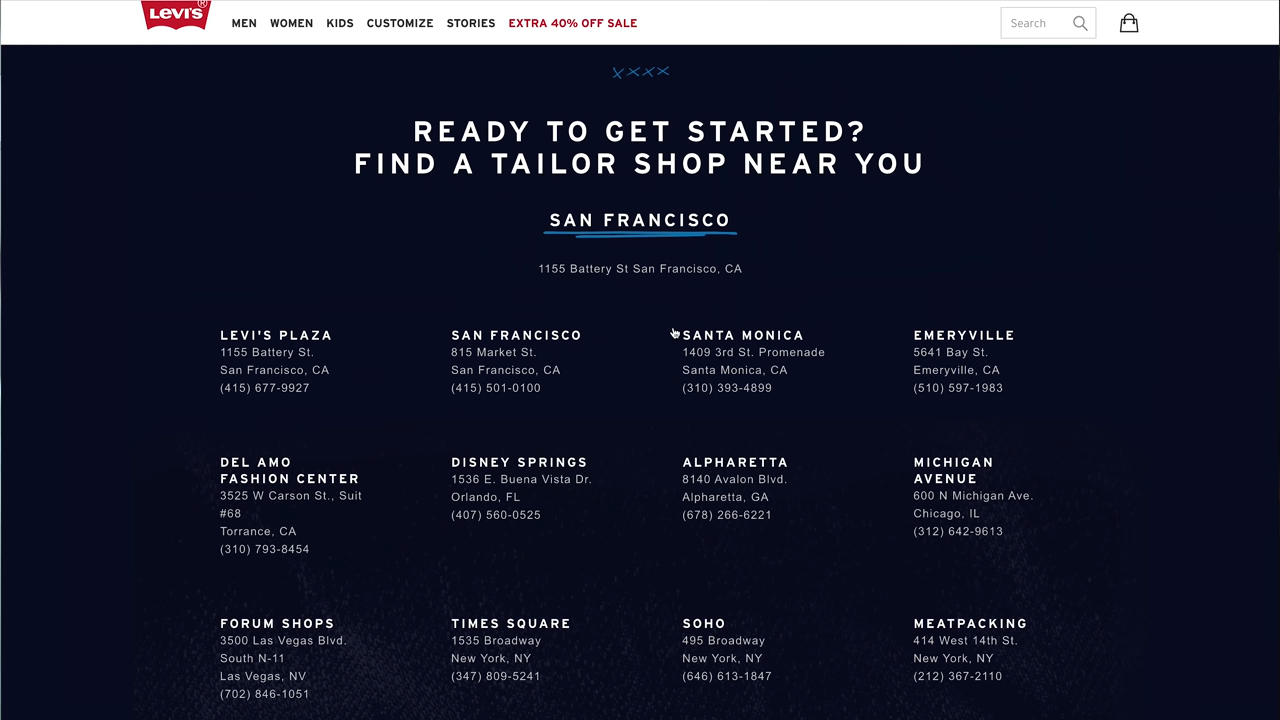 LEVI'S®
MEN WOMEN KIDS CUSTOMIZE STORIES EXTRA 40% OFF SALE
Search
XXXX
READY TO GET STARTED?
FIND A TAILOR SHOP NEAR YOU
SAN FRANCISCO
1155 Battery St San Francisco, CA
LEVI'S PLAZA
1155 Battery St.
San Francisco, CA
(415) 677-9927
SAN FRANCISCO
815 Market St.
San Francisco, CA
(415) 501-0100
SANTA MONICA
1409 3rd St. Promenade
Santa Monica, CA
(310) 393-4899
EMERYVILLE
5641 Bay St.
Emeryville, CA
(510) 597-1983
DEL AMO
FASHION CENTER
3525 W Carson St., Suit
#68
Torrance, CA
(310) 793-8454
DISNEY SPRINGS
1536 E. Buena Vista Dr.
Orlando, FL
(407) 560-0525
ALPHARETTA
8140 Avalon Blvd.
Alpharetta, GA
(678) 266-6221
MICHIGAN
AVENUE
600 N Michigan Ave.
Chicago, IL
(312) 642-9613
FORUM SHOPS
3500 Las Vegas Blvd.
South N-11
Las Vegas, NV
(702) 846-1051
TIMES SQUARE
1535 Broadway
New York, NY
(347) 809-5241
SOHO
495 Broadway
New York, NY
(646) 613-1847
MEATPACKING
414 West 14th St.
New York, NY
(212) 367-2110